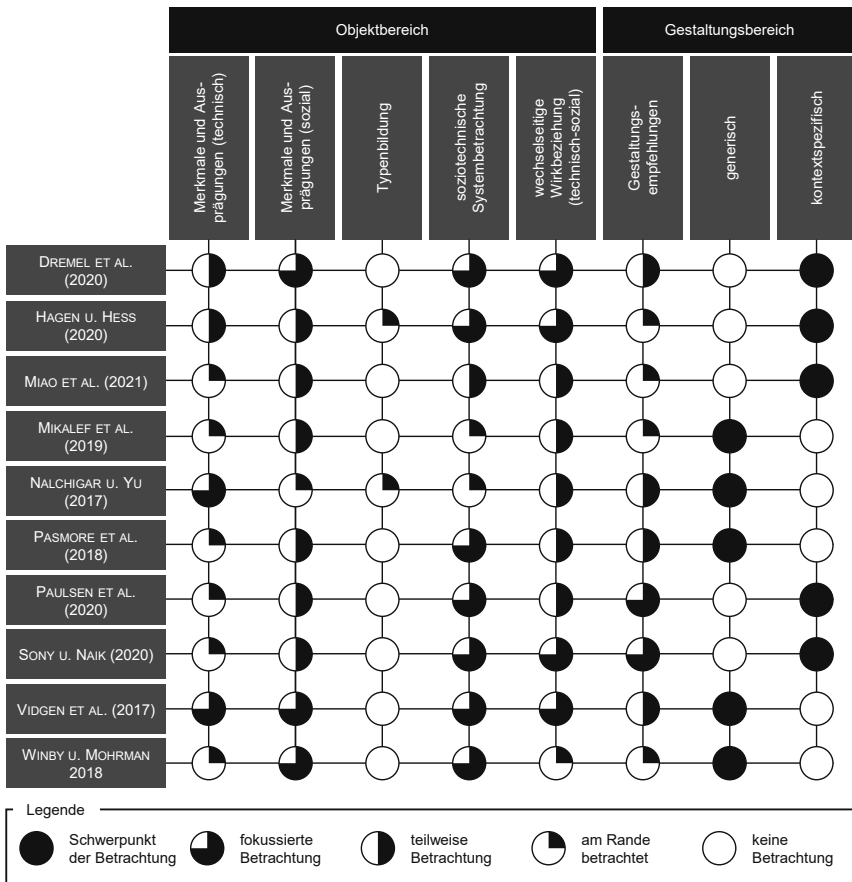 Objektbereich
Gestaltungsbereich
Merkmale und Aus-
prägungen (technisch)
Merkmale und Aus-
prägungen (sozial)
Typenbildung
soziotechnische
Systembetrachtung
wechselseitige
Wirkbeziehung
(technisch-sozial)
Gestaltungs-
empfehlungen
generisch
kontextspezifisch
DREMEL ET AL.
(2020)
HAGEN U. HESS
(2020)
MIAO ET AL. (2021)
MIKALEF ET AL.
(2019)
NALCHIGAR U. YU
(2017)
PASMORE ET AL.
(2018)
PAULSEN ET AL.
(2020)
SONY U. NAIK (2020)
VIDGEN ET AL. (2017)
WINBY U. MOHRMAN
2018
Legende
Schwerpunkt
der Betrachtung
fokussierte
Betrachtung
teilweise
Betrachtung
am Rande
betrachtet
keine
Betrachtung